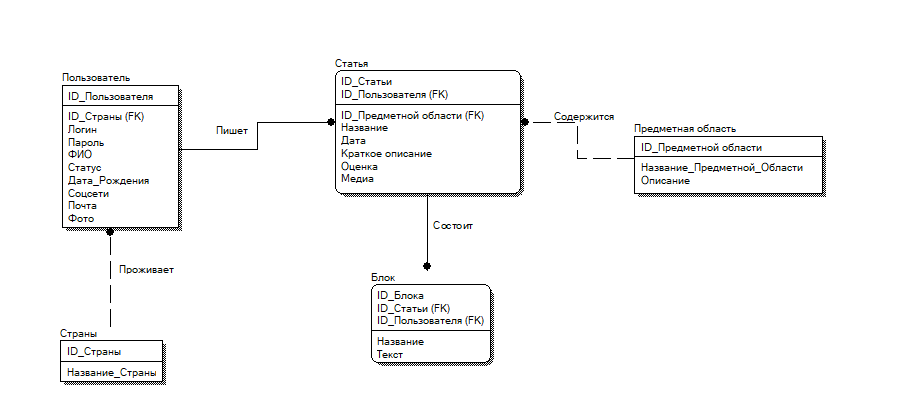 Пользователь
ID_Пользователя
ID_Страны (FK)
Логин
Пароль
ФИО
Статус
Дата_Рождения
Соцсети
Почта
Фото
Пишет
Статья
ID_Статьи
ID_Пользователя (FK)
ID_Предметной области (FK)
Название
Дата
Краткое описание
Оценка
Медиа
Содержится
Предметная область
ID_Предметной области
Название_Предметной_Области
Описание
Проживает
Страны
ID_Страны
Название_Страны
Состоит
Блок
ID_Блока
ID_Статьи (FK)
ID_Пользователя (FK)
Название
Текст